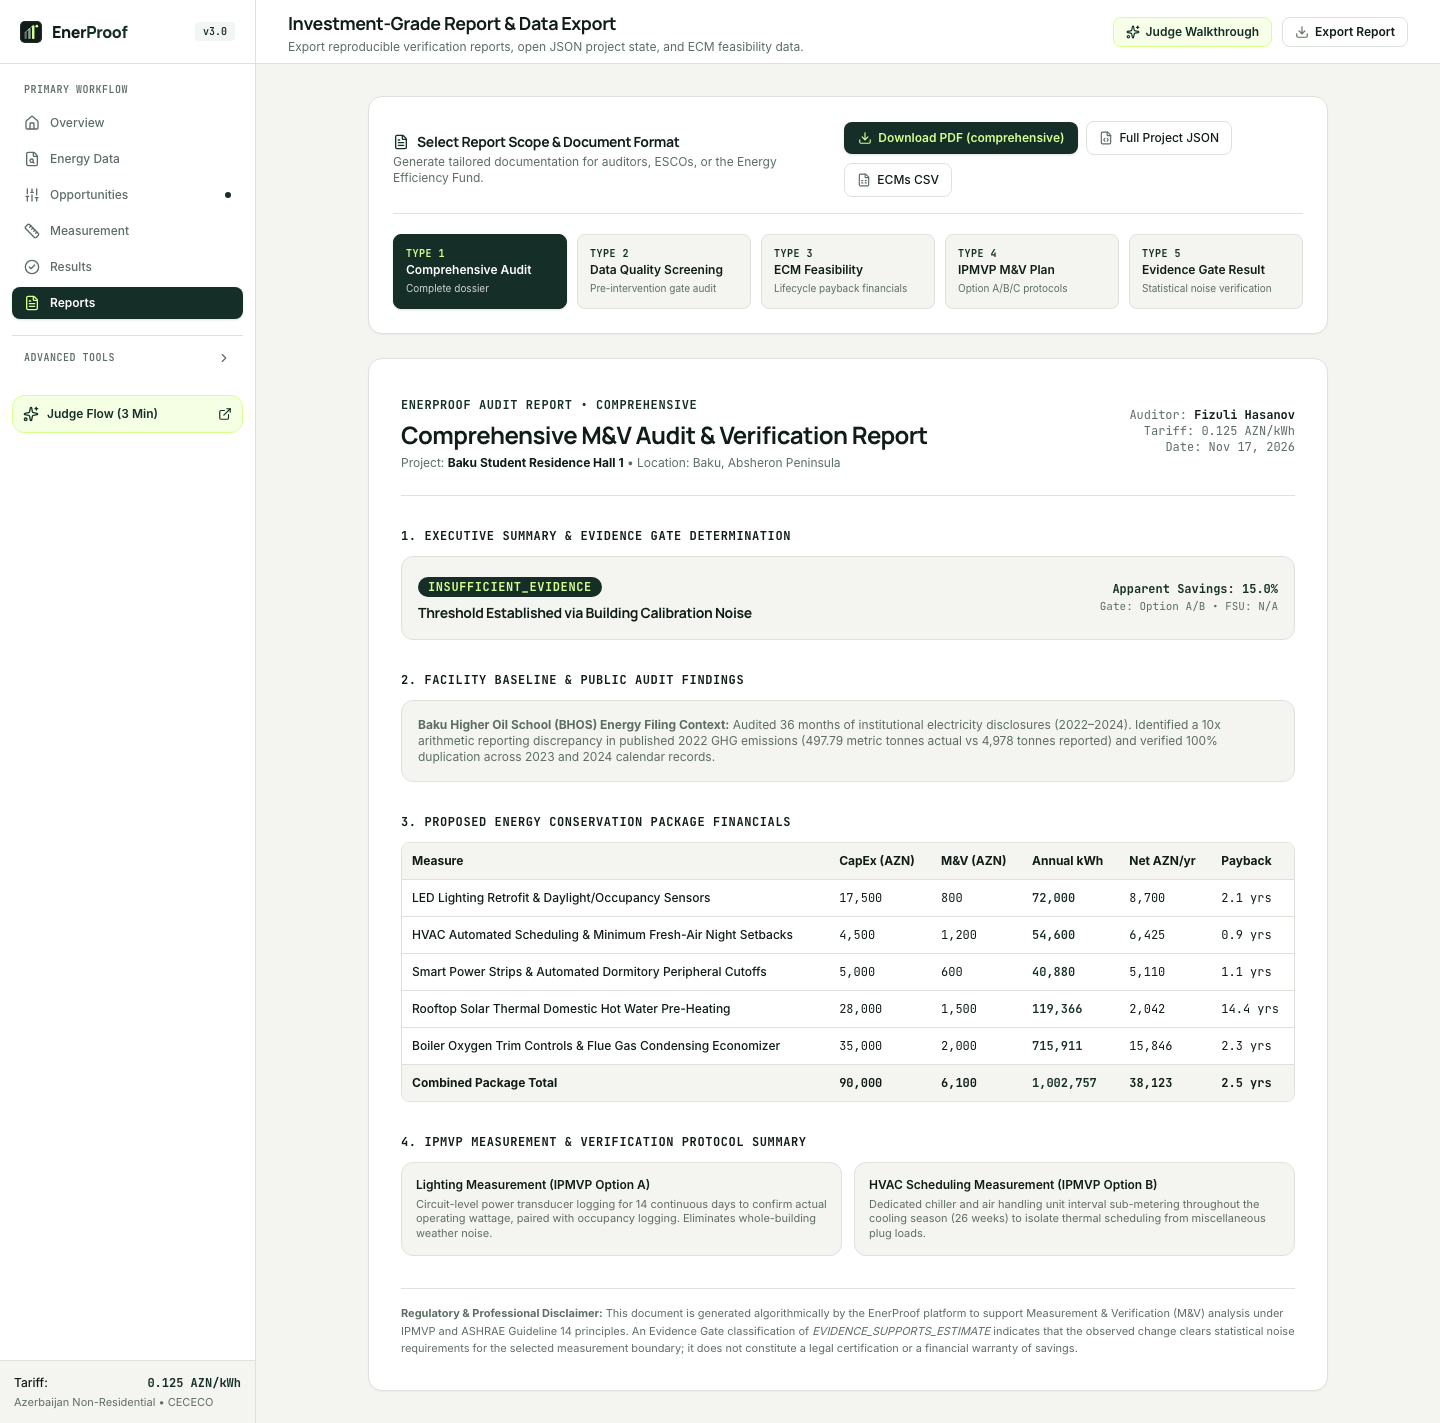 EnerProof
v3.0
PRIMARY WORKFLOW
Overview
Energy Data
Opportunities
Measurement
Results
Reports
ADVANCED TOOLS
Judge Flow (3 Min)
Tariff: 0.125 AZN/kWh
Azerbaijan Non-Residential • CECECO
Investment-Grade Report & Data Export
Export reproducible verification reports, open JSON project state, and ECM feasibility data.
Judge Walkthrough
Export Report
Select Report Scope & Document Format
Generate tailored documentation for auditors, ESCOs, or the Energy
Efficiency Fund.
Download PDF (comprehensive)
Full Project JSON
ECMs CSV
TYPE 1
Comprehensive Audit
Complete dossier
TYPE 2
Data Quality Screening
Pre-intervention gate audit
TYPE 3
ECM Feasibility
Lifecycle payback financials
TYPE 4
IPMVP M&V Plan
Option A/B/C protocols
TYPE 5
Evidence Gate Result
Statistical noise verification
ENERPROOF AUDIT REPORT • COMPREHENSIVE
Comprehensive M&V Audit & Verification Report
Project: Baku Student Residence Hall 1 • Location: Baku, Absheron Peninsula
Auditor: Fizuli Hasanov
Tariff: 0.125 AZN/kWh
Date: Nov 17, 2026
1. EXECUTIVE SUMMARY & EVIDENCE GATE DETERMINATION
INSUFFICIENT_EVIDENCE
Threshold Established via Building Calibration Noise
Apparent Savings: 15.0%
Gate: Option A/B • FSU: N/A
2. FACILITY BASELINE & PUBLIC AUDIT FINDINGS
Baku Higher Oil School (BHOS) Energy Filing Context: Audited 36 months of institutional electricity disclosures (2022–2024). Identified a 10x
arithmetic reporting discrepancy in published 2022 GHG emissions (497.79 metric tonnes actual vs 4,978 tonnes reported) and verified 100%
duplication across 2023 and 2024 calendar records.
3. PROPOSED ENERGY CONSERVATION PACKAGE FINANCIALS
Measure CapEx (AZN) M&V (AZN) Annual kWh Net AZN/yr Payback
LED Lighting Retrofit & Daylight/Occupancy Sensors 17,500 800 72,000 8,700 2.1 yrs
HVAC Automated Scheduling & Minimum Fresh-Air Night Setbacks 4,500 1,200 54,600 6,425 0.9 yrs
Smart Power Strips & Automated Dormitory Peripheral Cutoffs 5,000 600 40,880 5,110 1.1 yrs
Rooftop Solar Thermal Domestic Hot Water Pre-Heating 28,000 1,500 119,366 2,042 14.4 yrs
Boiler Oxygen Trim Controls & Flue Gas Condensing Economizer 35,000 2,000 715,911 15,846 2.3 yrs
Combined Package Total 90,000 6,100 1,002,757 38,123 2.5 yrs
4. IPMVP MEASUREMENT & VERIFICATION PROTOCOL SUMMARY
Lighting Measurement (IPMVP Option A)
Circuit-level power transducer logging for 14 continuous days to confirm actual
operating wattage, paired with occupancy logging. Eliminates whole-building
weather noise.
HVAC Scheduling Measurement (IPMVP Option B)
Dedicated chiller and air handling unit interval sub-metering throughout the
cooling season (26 weeks) to isolate thermal scheduling from miscellaneous
plug loads.
Regulatory & Professional Disclaimer: This document is generated algorithmically by the EnerProof platform to support Measurement & Verification (M&V) analysis under
IPMVP and ASHRAE Guideline 14 principles. An Evidence Gate classification of EVIDENCE_SUPPORTS_ESTIMATE indicates that the observed change clears statistical noise
requirements for the selected measurement boundary; it does not constitute a legal certification or a financial warranty of savings.